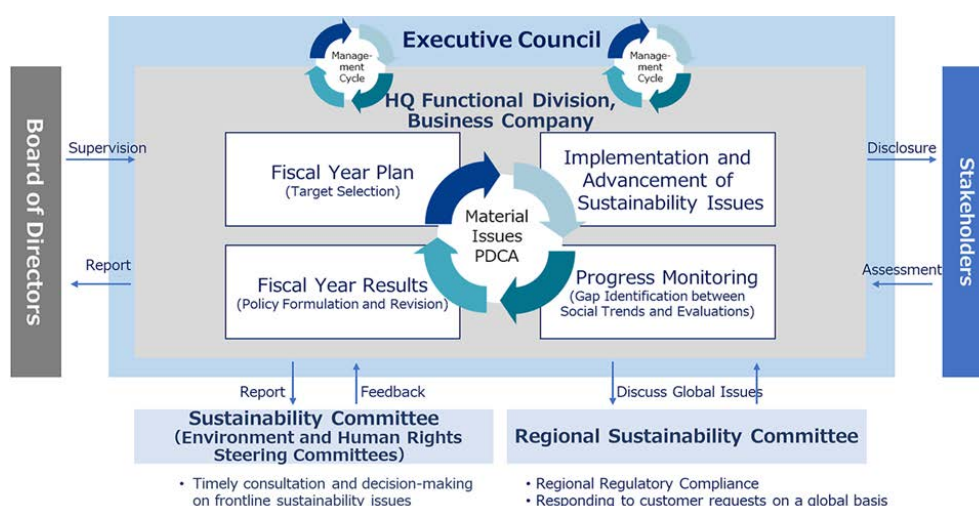 Executive Council
Manage-
ment
Cycle
Manage-
ment
Cycle
HQ Functional Division,
Business Company
Board of Directors
Supervision
Report
Fiscal Year Plan
(Target Selection)
Implementation and
Advancement of
Sustainability Issues
Material
Issues
PDCA
Fiscal Year Results
(Policy Formulation and Revision)
Progress Monitoring
(Gap Identification between
Social Trends and Evaluations)
Disclosure
Assessment
Stakeholders
Report
Feedback
Discuss Global Issues
Sustainability Committee
(Environment and Human Rights
Steering Committees)
• Timely consultation and decision-making
on frontline sustainability issues
Regional Sustainability Committee
• Regional Regulatory Compliance
• Responding to customer requests on a global basis